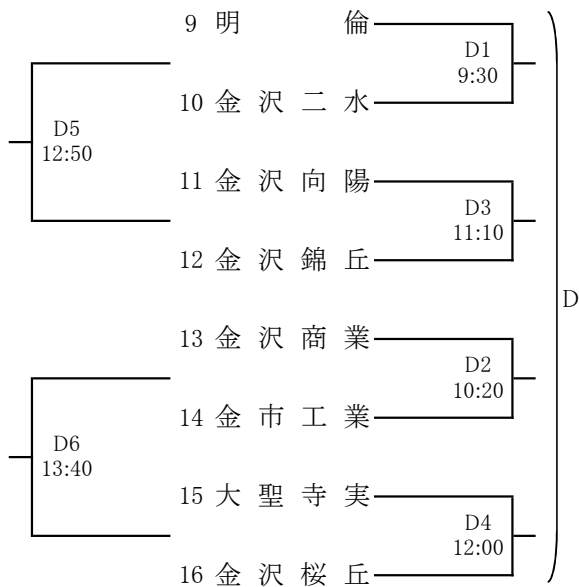 9 明倫
D1
9:30
10 金沢二水
D5
12:50
11 金沢向陽
D3
11:10
12 金沢錦丘
D
13 金沢商業
D2
10:20
14 金市工業
D6
13:40
15 大聖寺実
D4
12:00
16 金沢桜丘